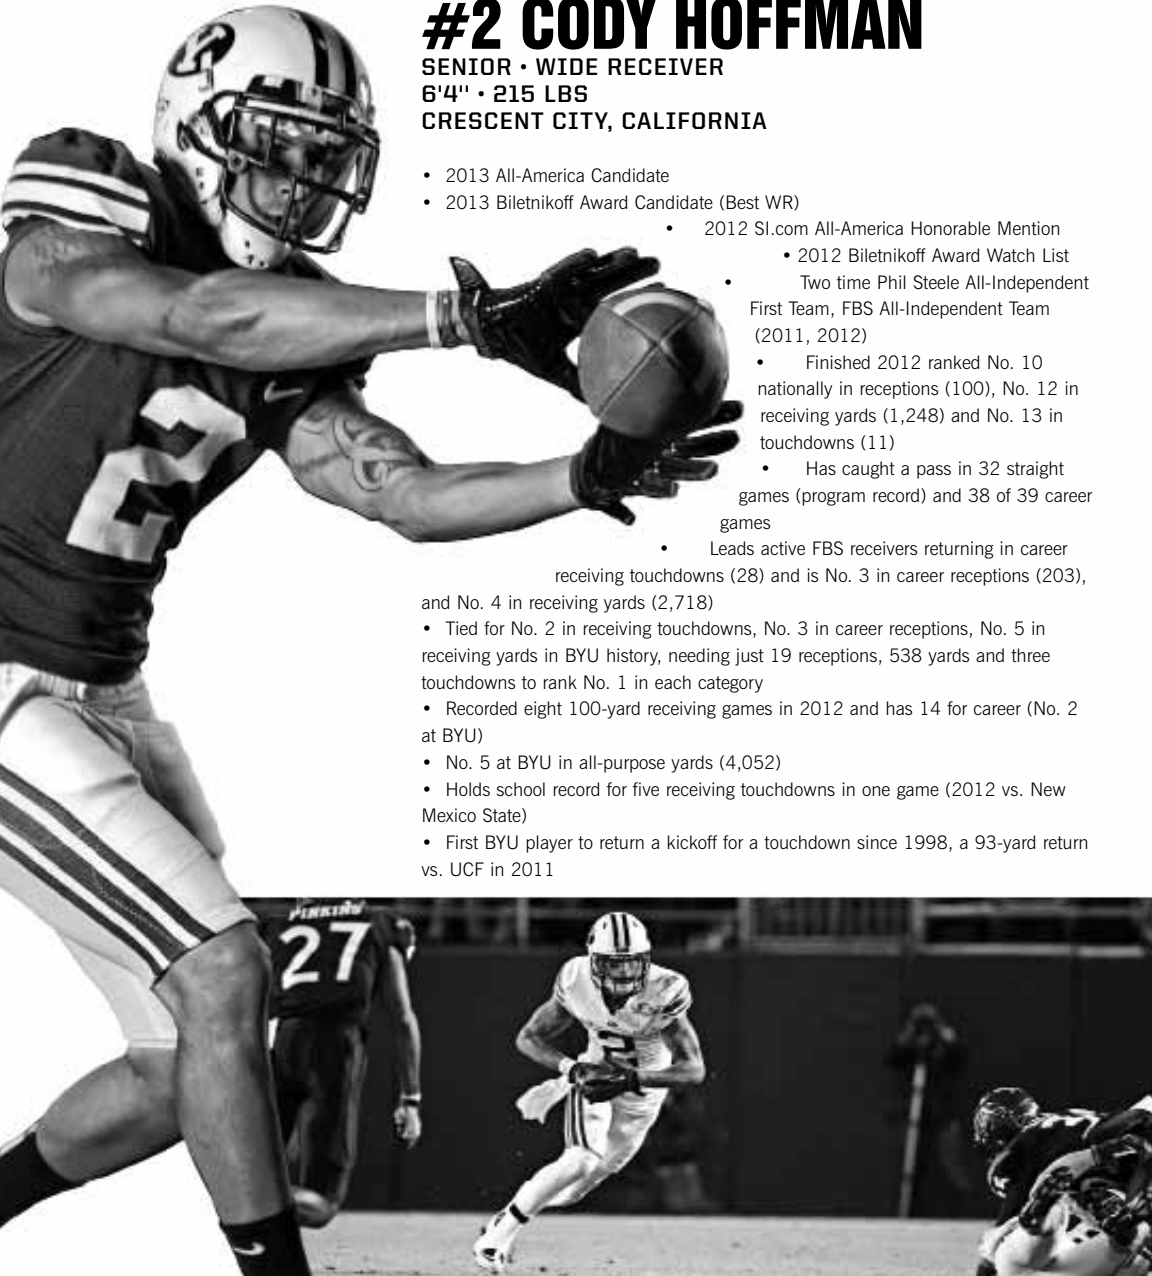 #2 CODY HOFFMAN
SENIOR • WIDE RECEIVER
6'4" • 215 LBS
CRESCENT CITY, CALIFORNIA
• 2013 All-America Candidate
• 2013 Biletnikoff Award Candidate (Best WR)
• 2012 SI.com All-America Honorable Mention
• 2012 Biletnikoff Award Watch List
• Two time Phil Steele All-Independent
First Team, FBS All-Independent Team
(2011, 2012)
• Finished 2012 ranked No. 10
nationally in receptions (100), No. 12 in
receiving yards (1,248) and No. 13 in
touchdowns (11)
• Has caught a pass in 32 straight
games (program record) and 38 of 39 career
games
• Leads active FBS receivers returning in career
receiving touchdowns (28) and is No. 3 in career receptions (203),
and No. 4 in receiving yards (2,718)
• Tied for No. 2 in receiving touchdowns, No. 3 in career receptions, No. 5 in
receiving yards in BYU history, needing just 19 receptions, 538 yards and three
touchdowns to rank No. 1 in each category
• Recorded eight 100-yard receiving games in 2012 and has 14 for career (No. 2
at BYU)
• No. 5 at BYU in all-purpose yards (4,052)
• Holds school record for five receiving touchdowns in one game (2012 vs. New
Mexico State)
• First BYU player to return a kickoff for a touchdown since 1998, a 93-yard return
vs. UCF in 2011
Y
2
PERKINS
27
2